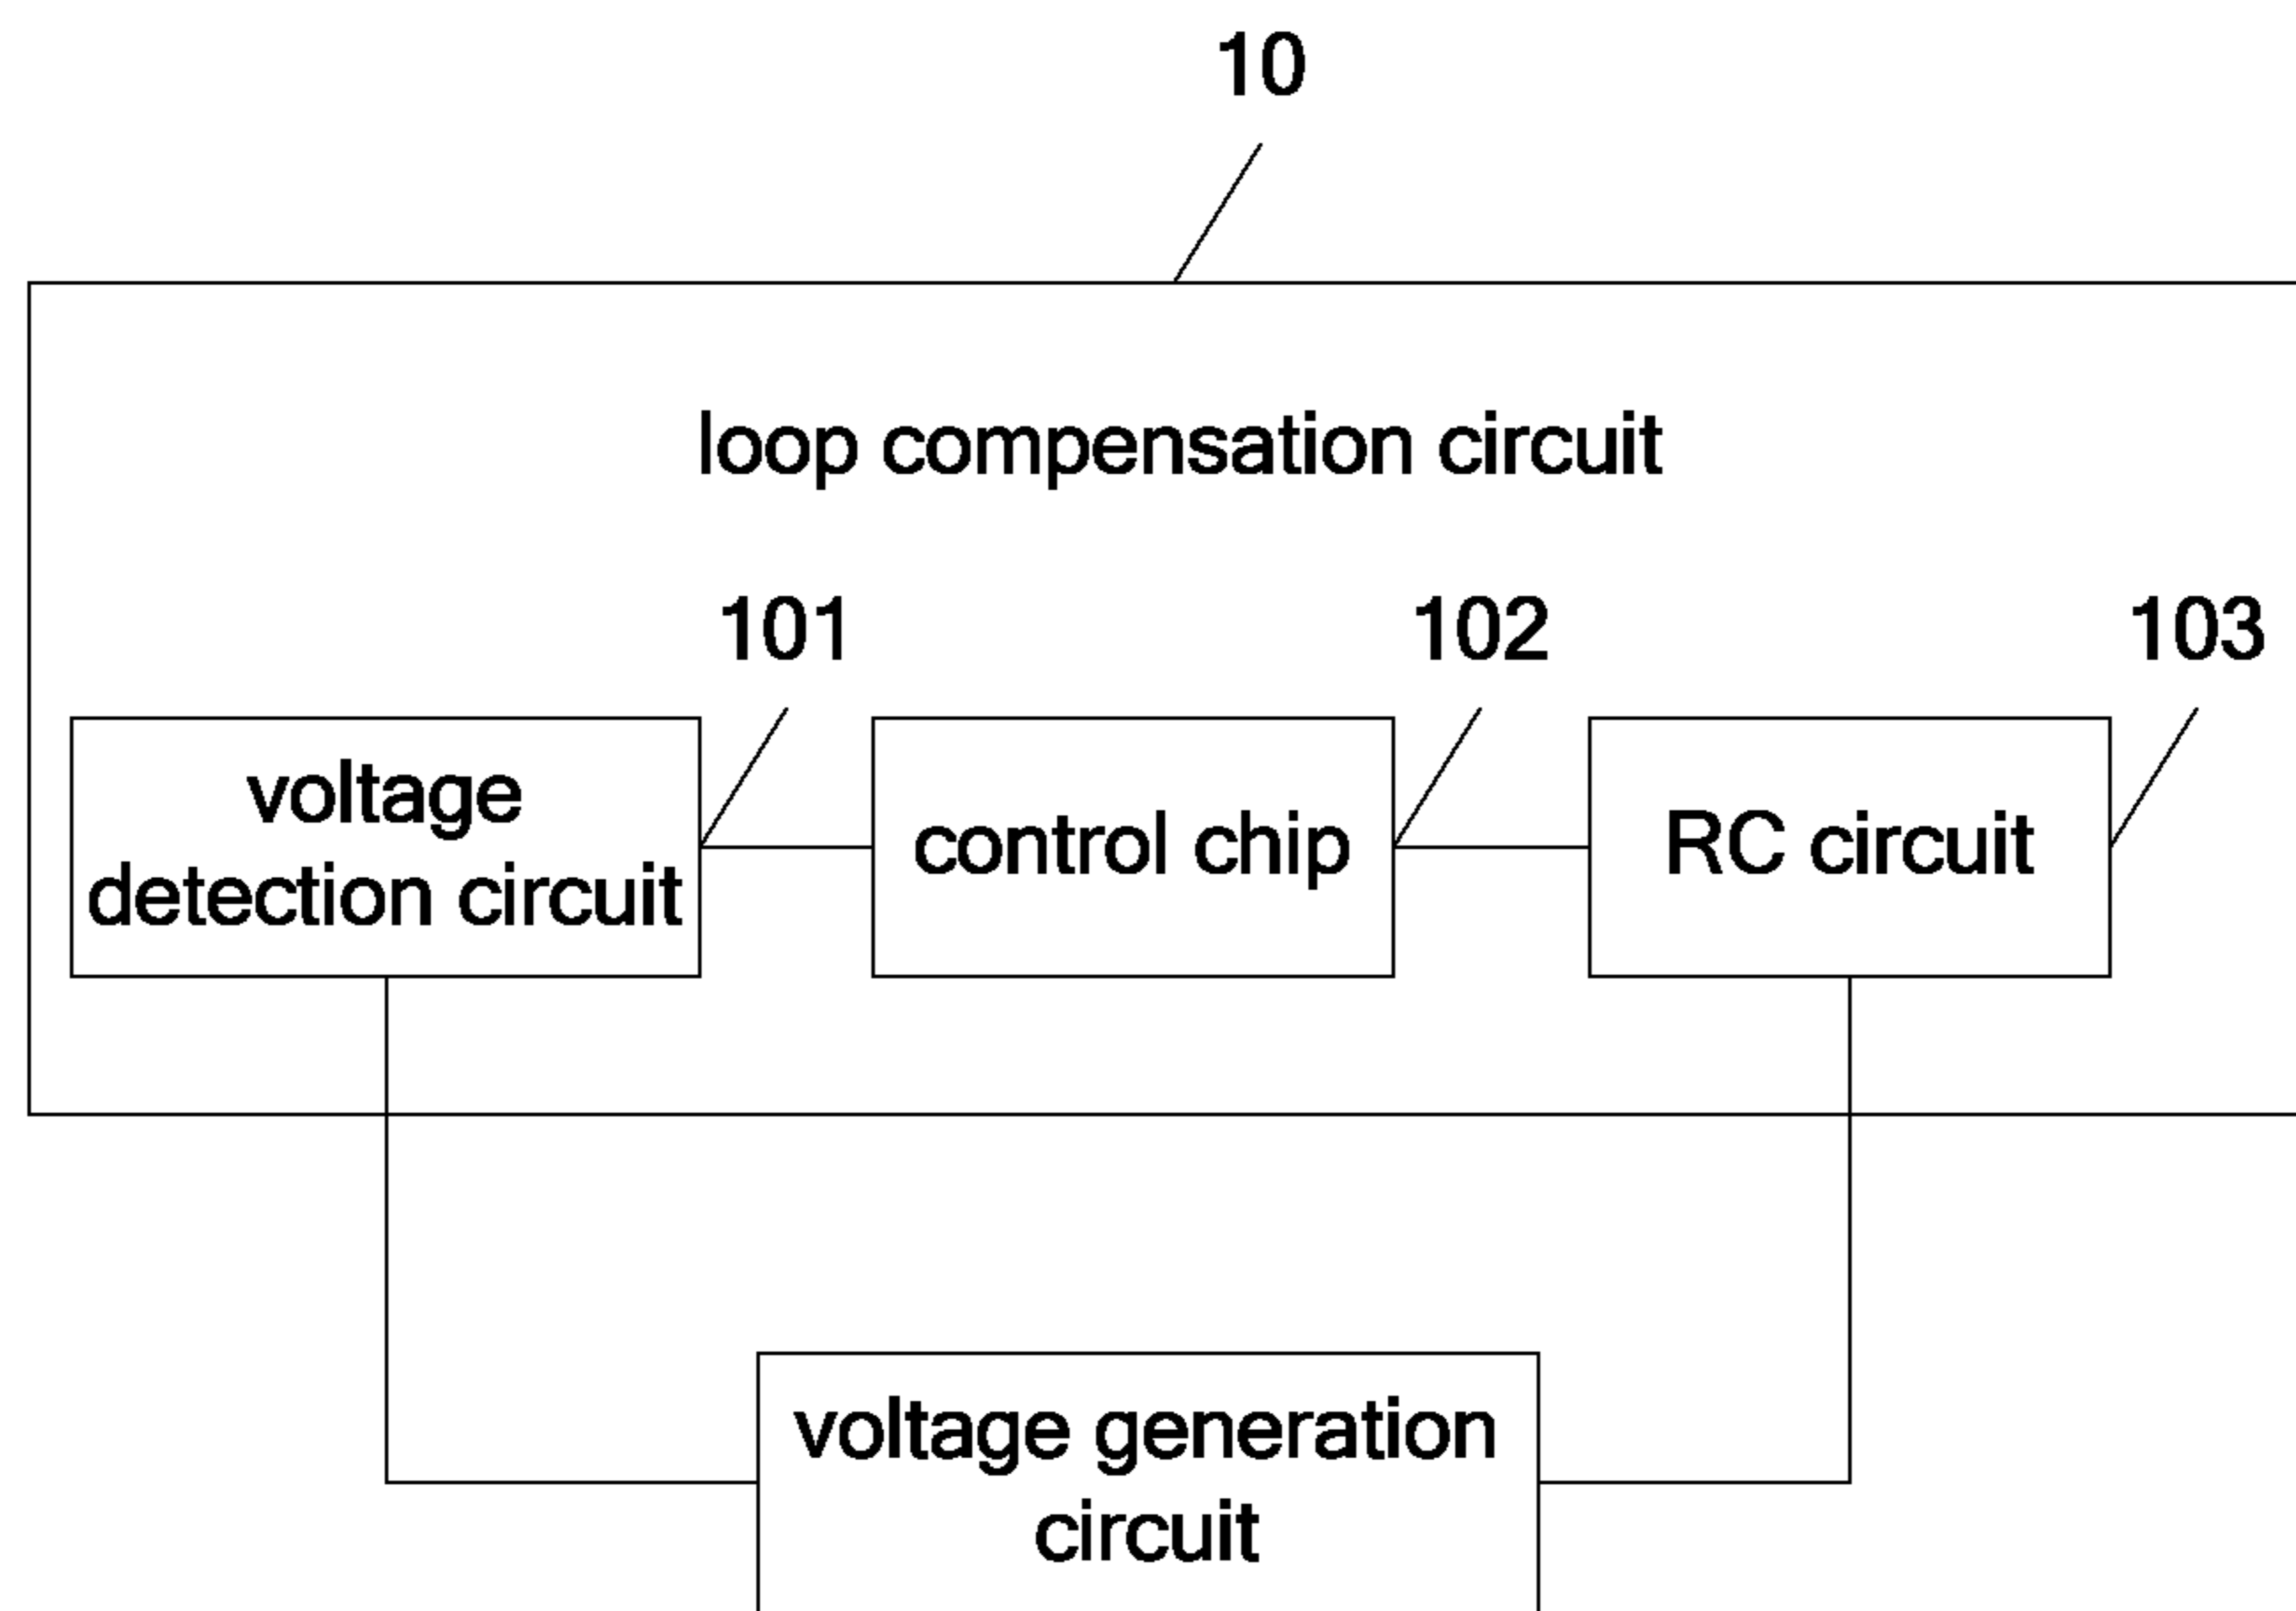 10
loop compensation circuit
101
102
103
voltage
detection circuit
control chip
RC circuit
voltage generation
circuit